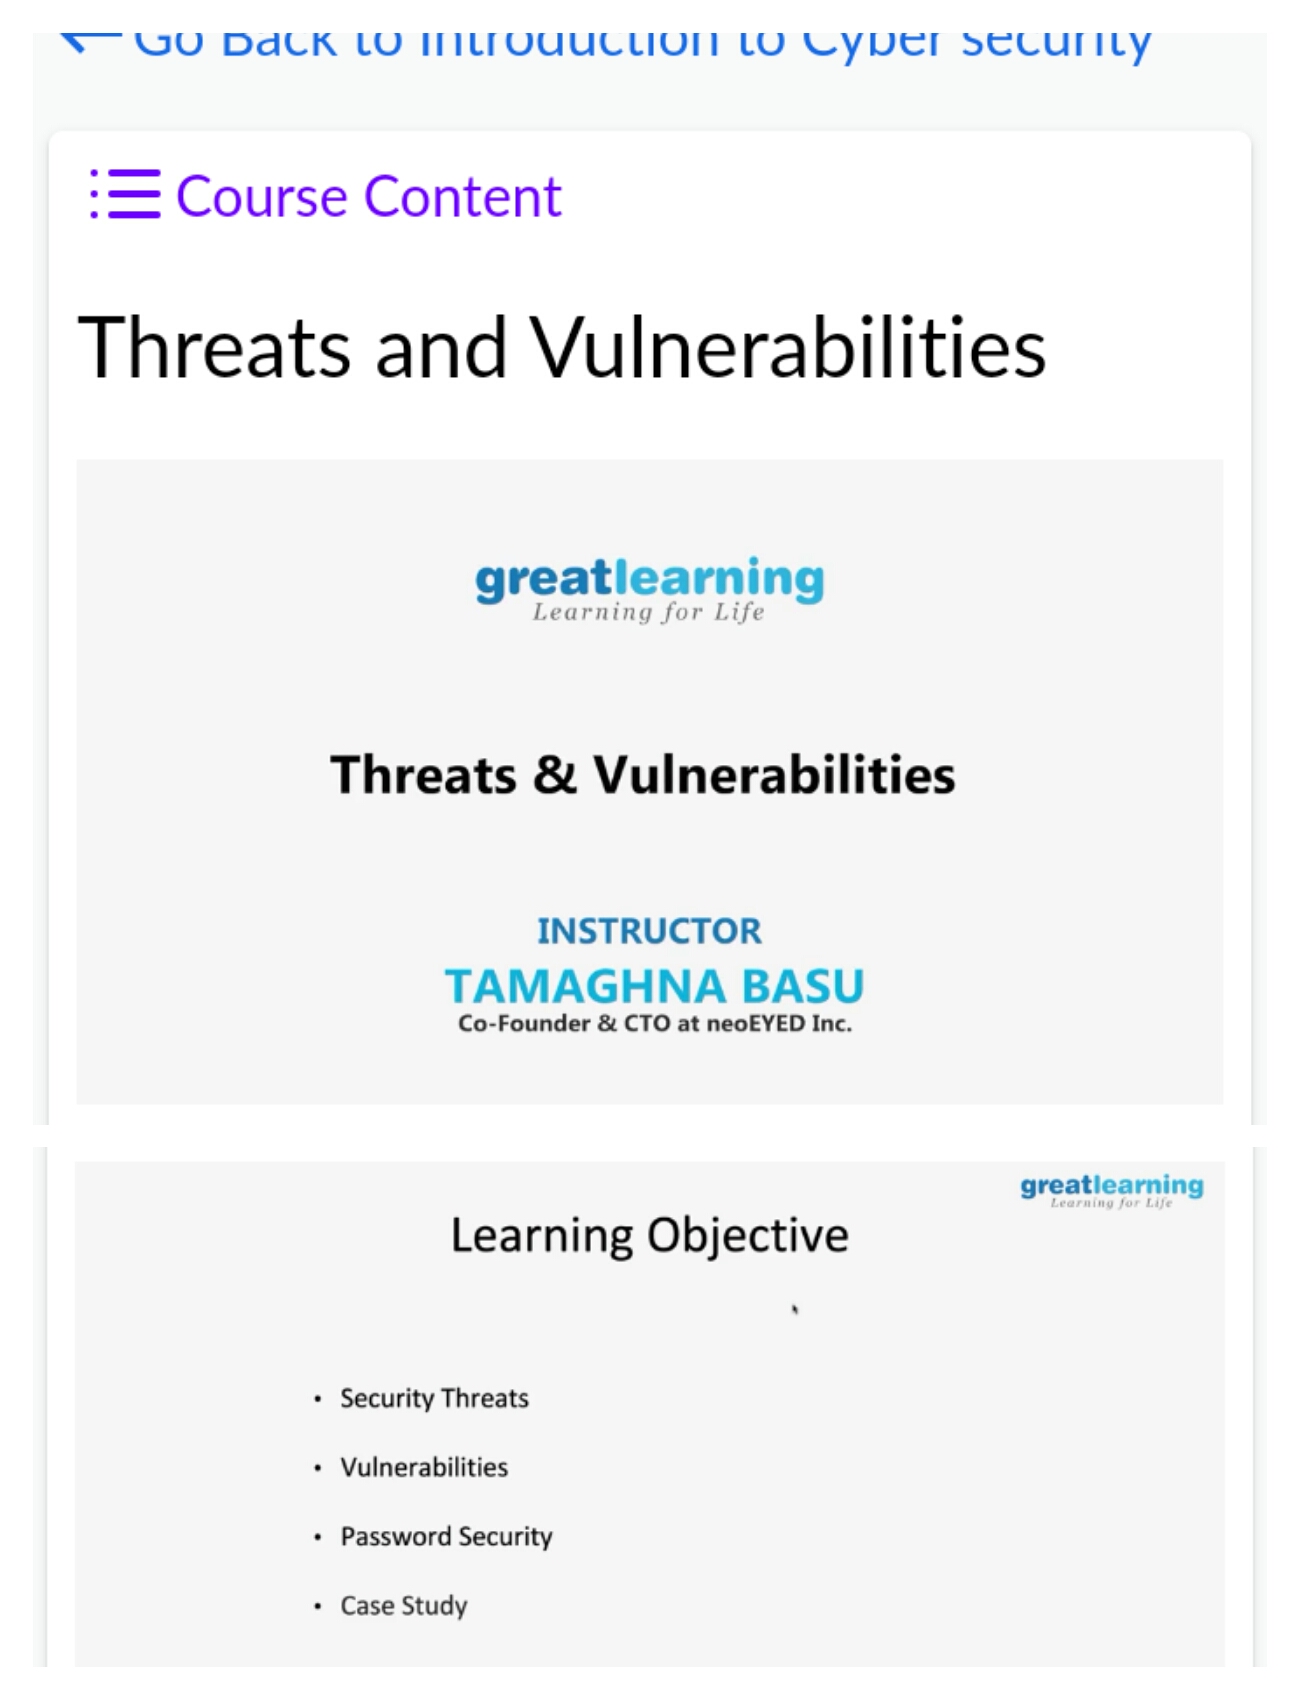 Go Back to Introduction to Cyber security
Course Content
Threats and Vulnerabilities
greatlearning
Learning for Life
Threats & Vulnerabilities
INSTRUCTOR
TAMAGHNA BASU
Co-Founder & CTO at neoEYED Inc.
greatlearning
Learning for Life
Learning Objective
• Security Threats
• Vulnerabilities
• Password Security
• Case Study